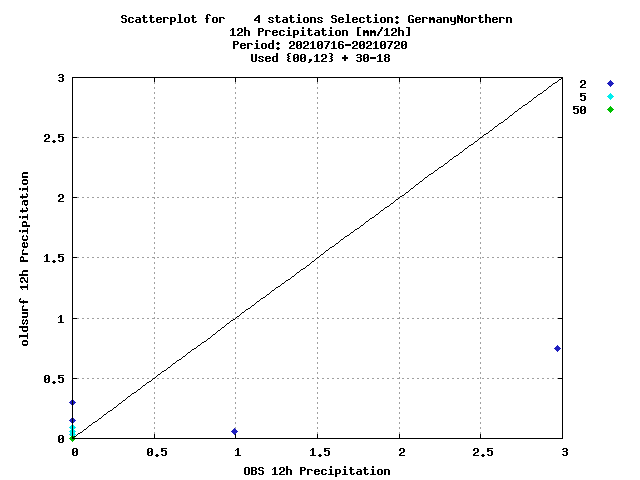 Scatterplot for    4 stations Selection: GermanyNorthern
12h Precipitation [mm/12h]
Period: 20210716-20210720
Used {00,12} + 30-18
2
5
50
3
2.5
2
1.5
1
0.5
0
oldsurf 12h Precipitation
0 0.5 1 1.5 2 2.5 3
OBS 12h Precipitation